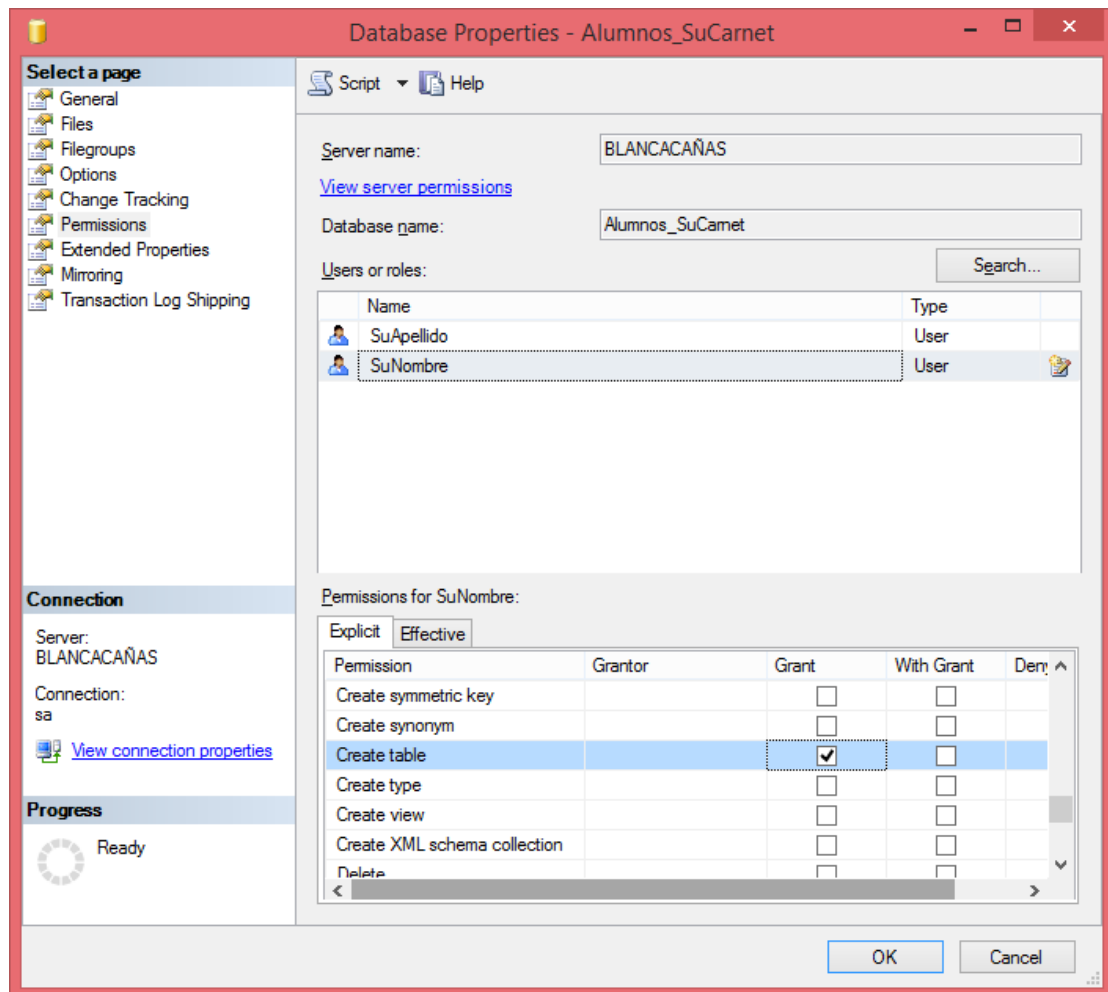 Database Properties - Alumnos_SuCarnet
Select a page
General
Files
Filegroups
Options
Change Tracking
Permissions
Extended Properties
Mirroring
Transaction Log Shipping
Script Help
Server name: BLANCACAÑAS
View server permissions
Database name: Alumnos_SuCarnet
Users or roles: Search...
Name Type
SuApellido User
SuNombre User
Connection
Server:
BLANCACAÑAS
Connection:
sa
View connection properties
Progress
Ready
Permissions for SuNombre:
Explicit Effective
Permission Grantor Grant With Grant Deny
Create symmetric key
Create synonym
Create table
Create type
Create view
Create XML schema collection
Delete
OK Cancel